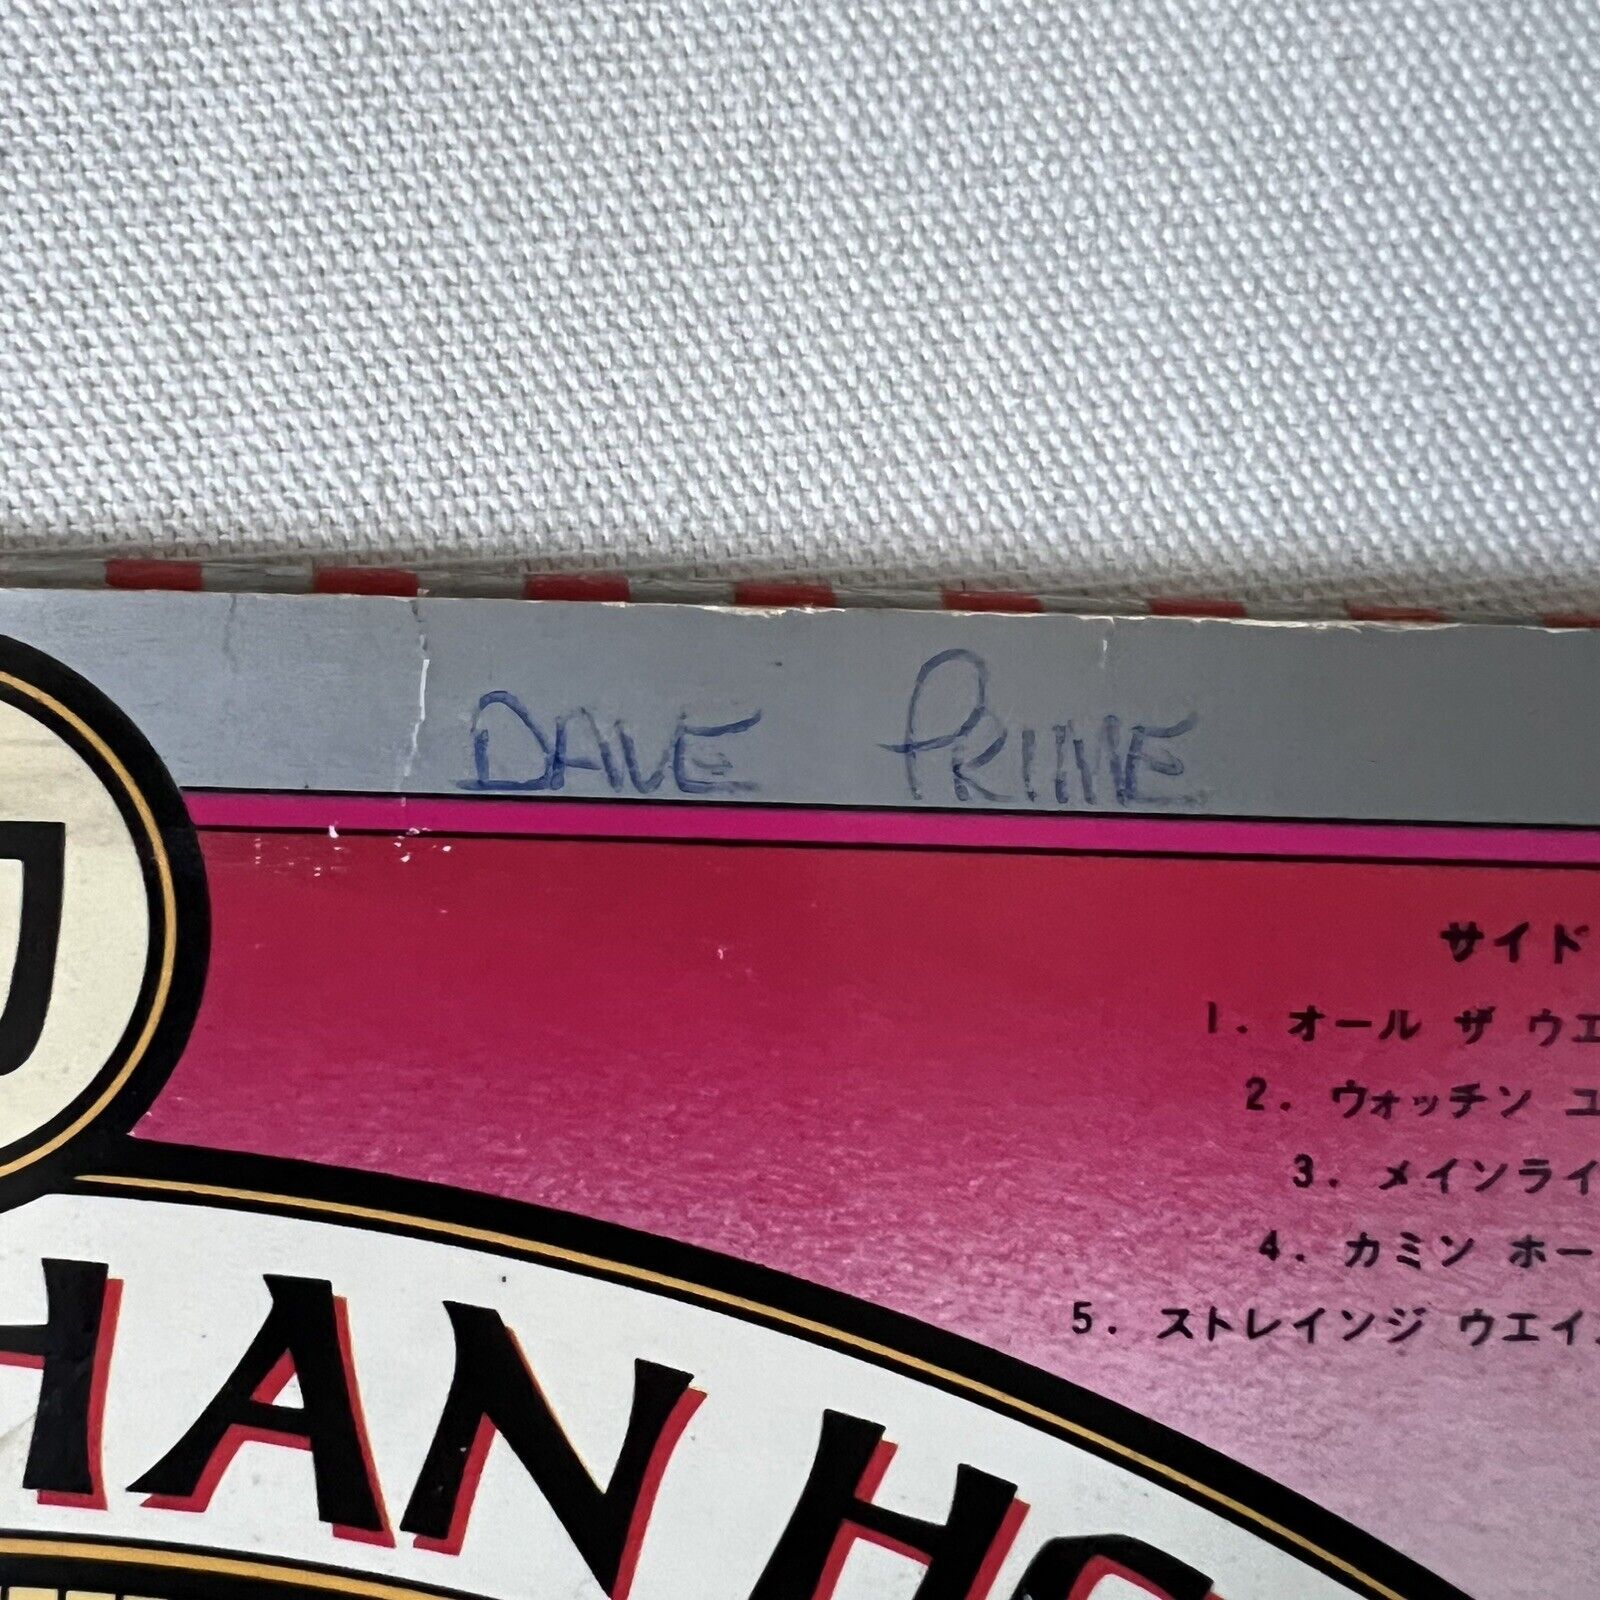 DAVE PRIME
サイド
1. オール ザ ウエ
2. ウォッチン ユ
3. メインライ
4. カミン ホー
5. ストレインジ ウエイ
HAN HO